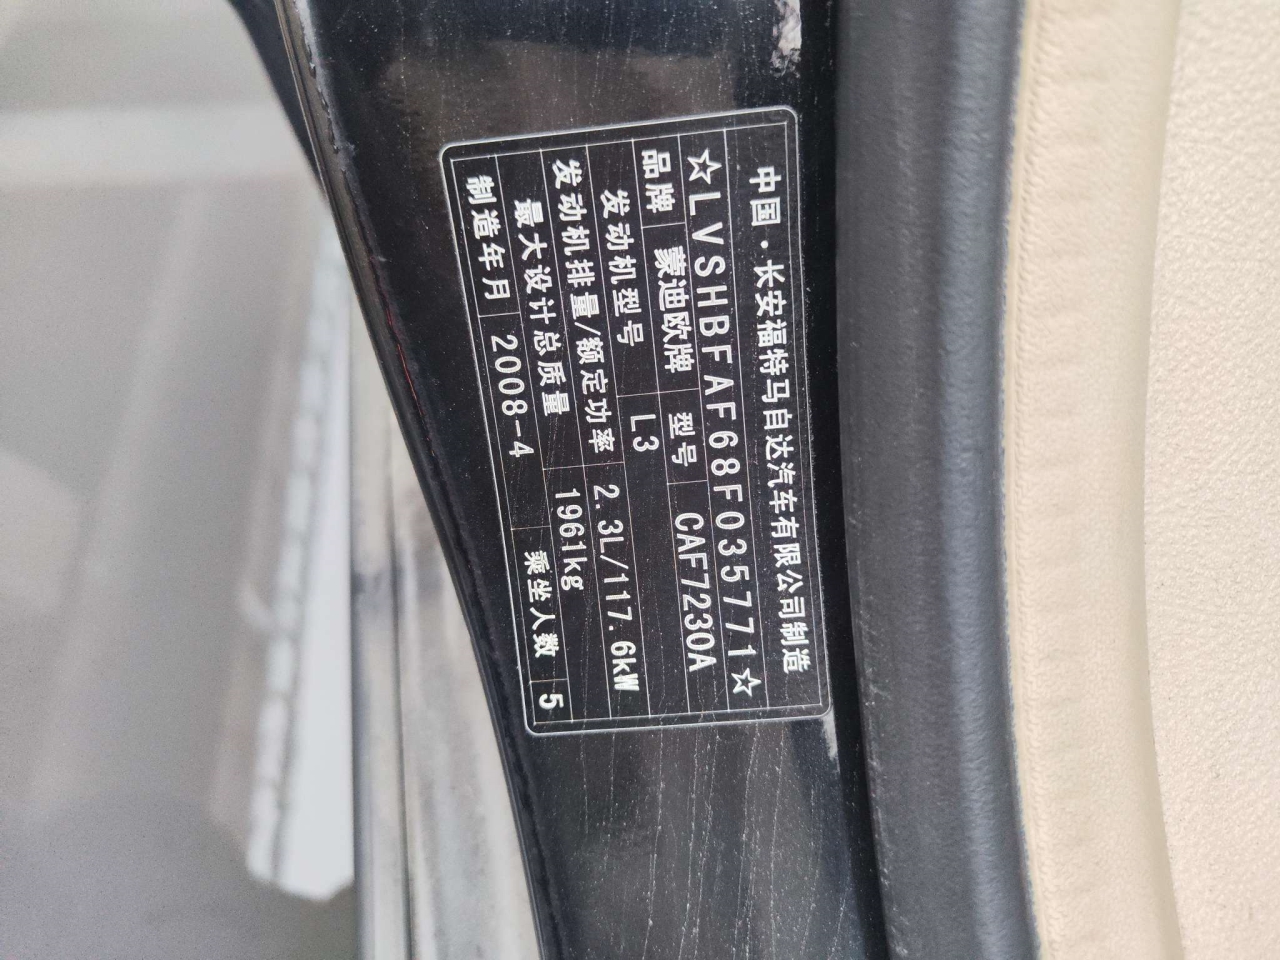 中国·长安福特马自达汽车有限公司制造
☆LVSHBFAF68F035771☆
品牌 蒙迪欧牌 型号 CAF7230A
发动机型号 L3
发动机排量/额定功率 2.3L/117.6kW
最大设计总质量 1961kg
制造年月 2008-4 乘坐人数 5